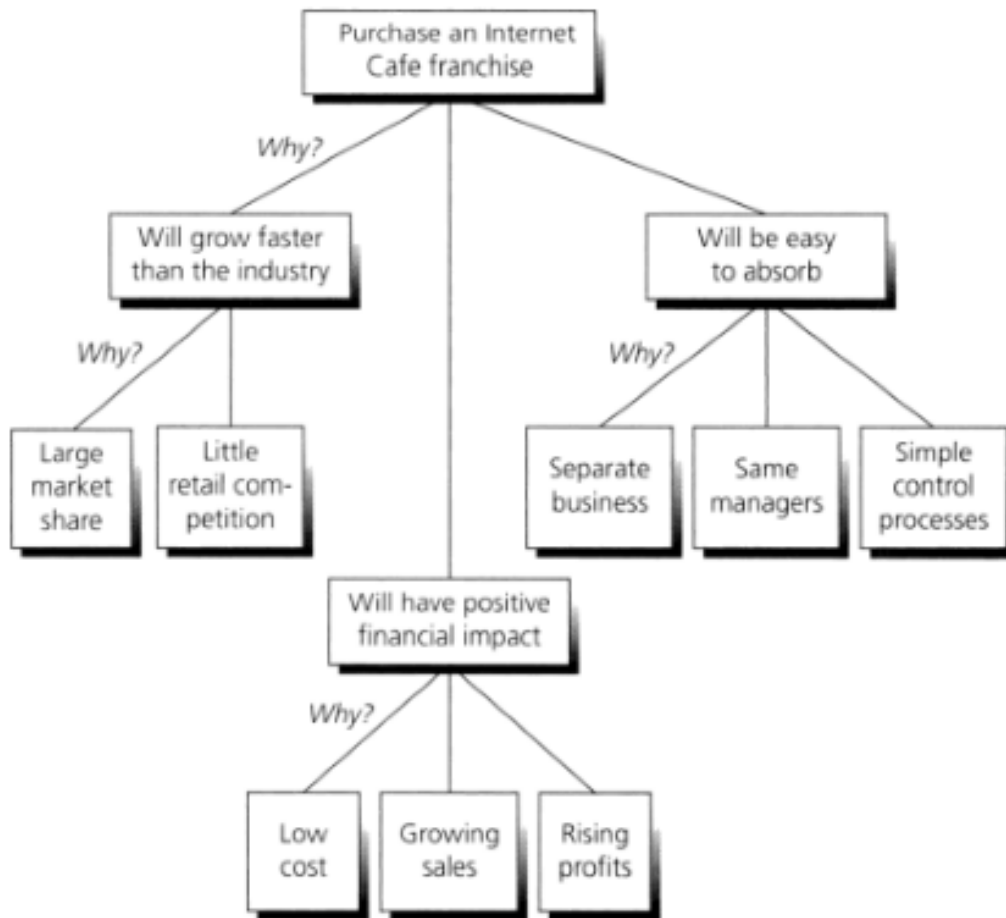 Purchase an Internet
Cafe franchise
Why?
Will grow faster
than the industry
Will be easy
to absorb
Why?
Why?
Large
market
share
Little
retail com-
petition
Separate
business
Same
managers
Simple
control
processes
Will have positive
financial impact
Why?
Low
cost
Growing
sales
Rising
profits